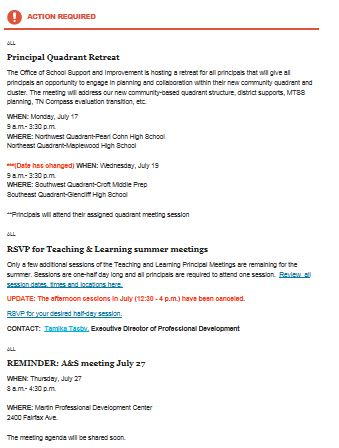 ACTION REQUIRED
ALL
Principal Quadrant Retreat
The Office of School Support and Improvement is hosting a retreat for all principals that will give all
principals an opportunity to engage in planning and collaboration within their new community quadrant and
cluster. The meeting will address our new community-based quadrant structure, district supports, MTSS
planning, TN Compass evaluation transition, etc.
WHEN: Monday, July 17
9 a.m.- 3:30 p.m.
WHERE: Northwest Quadrant-Pearl Cohn High School
Northeast Quadrant-Maplewood High School
***(Date has changed) WHEN: Wednesday, July 19
9 a.m.- 3:30 p.m.
WHERE: Southwest Quadrant-Croft Middle Prep
Southeast Quadrant-Glencliff High School
**Principals will attend their assigned quadrant meeting session
ALL
RSVP for Teaching & Learning summer meetings
Only a few additional sessions of the Teaching and Learning Principal Meetings are remaining for the
summer. Sessions are one-half day long and all principals are required to attend one session. Review all
session dates, times and locations here.
UPDATE: The afternoon sessions in July (12:30 - 4 p.m.) have been canceled.
RSVP for your desired half-day session.
CONTACT: Tamika Tasby, Executive Director of Professional Development
ALL
REMINDER: A&S meeting July 27
WHEN: Thursday, July 27
8 a.m.- 4:30 p.m.
WHERE: Martin Professional Development Center
2400 Fairfax Ave.
The meeting agenda will be shared soon.